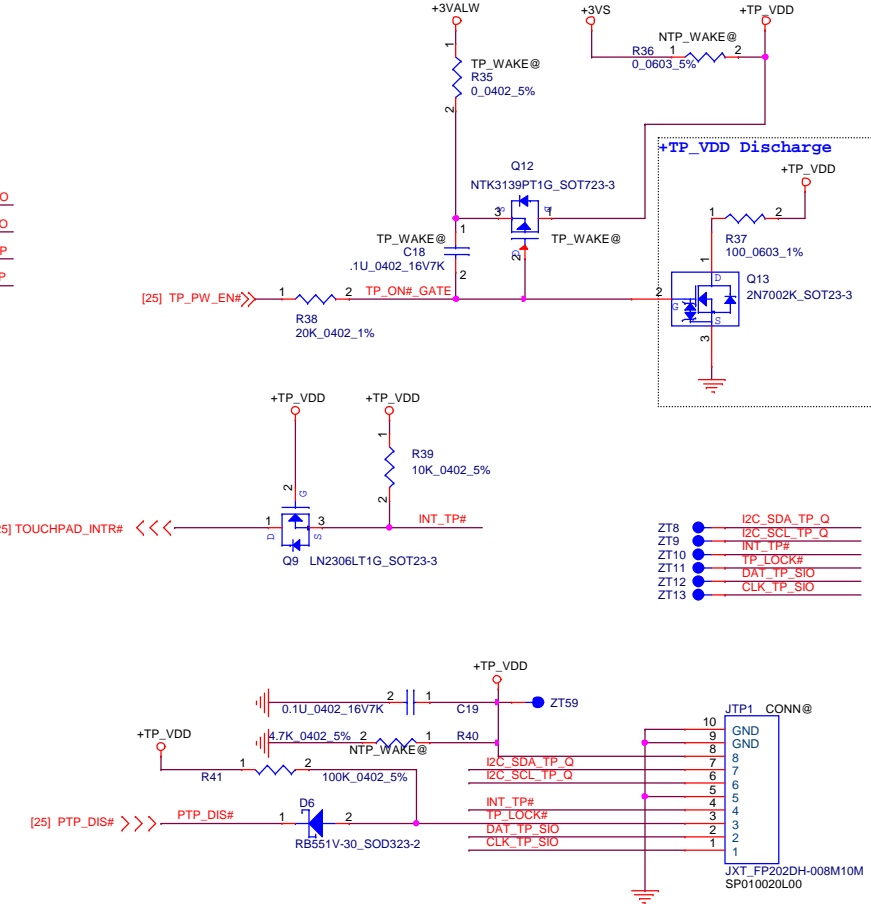 +3VALW
+3VS
+TP_VDD
NTP_WAKE@
R36 1 2
0_0603_5%
1
TP_WAKE@
R35
0_0402_5%
2
+TP_VDD Discharge
+TP_VDD
Q12
NTK3139PT1G_SOT723-3
O
O
P
P
3 S D 1
1 2
R37
100_0603_1%
TP_WAKE@
C18
.1U_0402_16V7K
1
2
G
2
TP_WAKE@
1
D
Q13
2N7002K_SOT23-3
[25] TP_PW_EN# 1 2 TP_ON#_GATE
2
G
S
R38
20K_0402_1%
3
+TP_VDD
+TP_VDD
1
R39
10K_0402_5%
2
2
G
5] TOUCHPAD_INTR# 1 3 INT_TP#
D S
Q9 LN2306LT1G_SOT23-3
ZT8 I2C_SDA_TP_Q
ZT9 I2C_SCL_TP_Q
ZT10 INT_TP#
ZT11 TP_LOCK#
ZT12 DAT_TP_SIO
ZT13 CLK_TP_SIO
+TP_VDD
2 1
0.1U_0402_16V7K C19
ZT59
+TP_VDD
4.7K_0402_5% 2 1 R40
NTP_WAKE@
R41 1 2 100K_0402_5%
[25] PTP_DIS# PTP_DIS# 1 D6 2
RB551V-30_SOD323-2
I2C_SDA_TP_Q
I2C_SCL_TP_Q
INT_TP#
TP_LOCK#
DAT_TP_SIO
CLK_TP_SIO
JTP1 CONN@
10 GND
9 GND
8 8
7 7
6 6
5 5
4 4
3 3
2 2
1 1
JXT_FP202DH-008M10M
SP010020L00